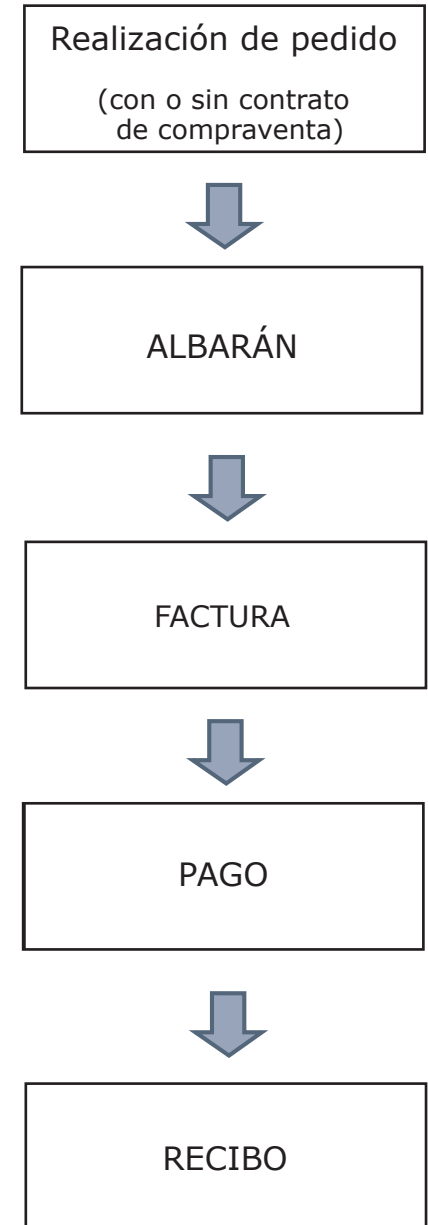 Realización de pedido
(con o sin contrato
de compraventa)
ALBARÁN
FACTURA
PAGO
RECIBO